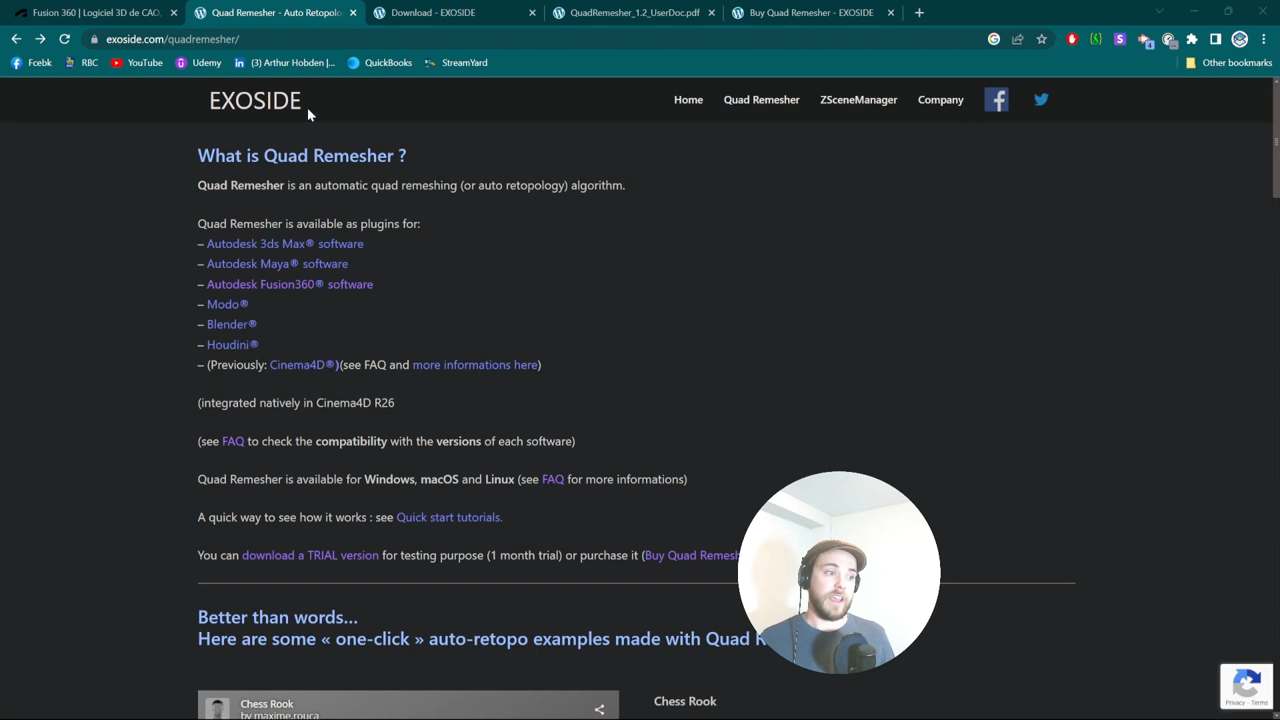 Fusion 360 | Logiciel 3D de CAO,
Quad Remesher - Auto Retopolo
Download - EXOSIDE
QuadRemesher_1.2_UserDoc.pdf
Buy Quad Remesher - EXOSIDE
exoside.com/quadremesher/
Fcebk
RBC
YouTube
Udemy
(3) Arthur Hobden |...
QuickBooks
StreamYard
Other bookmarks
EXOSIDE
Home
Quad Remesher
ZSceneManager
Company
What is Quad Remesher ?
Quad Remesher is an automatic quad remeshing (or auto retopology) algorithm.
Quad Remesher is available as plugins for:
– Autodesk 3ds Max® software
– Autodesk Maya® software
– Autodesk Fusion360® software
– Modo®
– Blender®
– Houdini®
– (Previously: Cinema4D®)(see FAQ and more informations here)
(integrated natively in Cinema4D R26
(see FAQ to check the compatibility with the versions of each software)
Quad Remesher is available for Windows, macOS and Linux (see FAQ for more informations)
A quick way to see how it works : see Quick start tutorials.
You can download a TRIAL version for testing purpose (1 month trial) or purchase it (Buy Quad Remesh
Better than words...
Here are some « one-click » auto-retopo examples made with Quad R
Chess Rook
by maxime.rouca
Chess Rook
Privacy - Terms